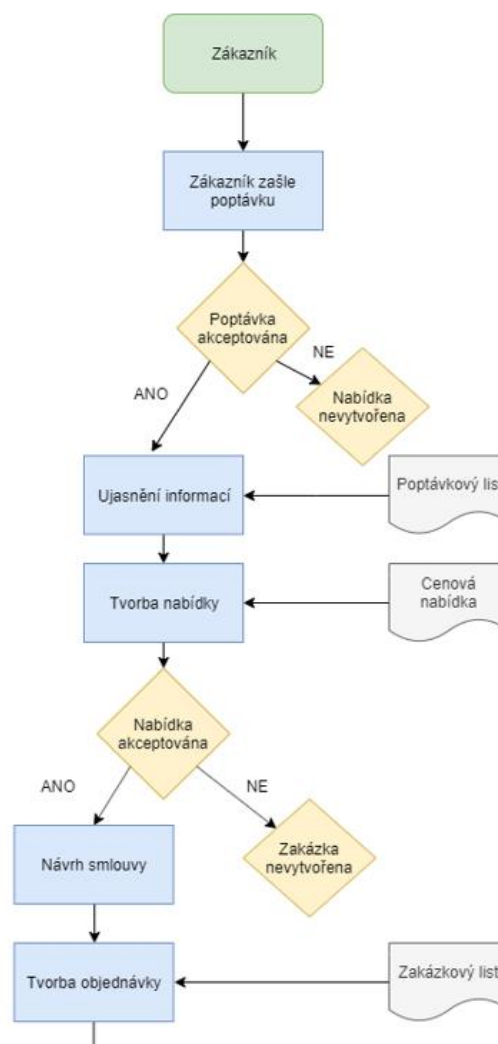 Zákazník
Zákazník zašle
poptávku
Poptávka
akceptována
NE
ANO
Nabídka
nevytvořena
Ujasnění informací
Poptávkový list
Tvorba nabídky
Cenová
nabídka
Nabídka
akceptována
ANO
NE
Návrh smlouvy
Zakázka
nevytvořena
Tvorba objednávky
Zakázkový list